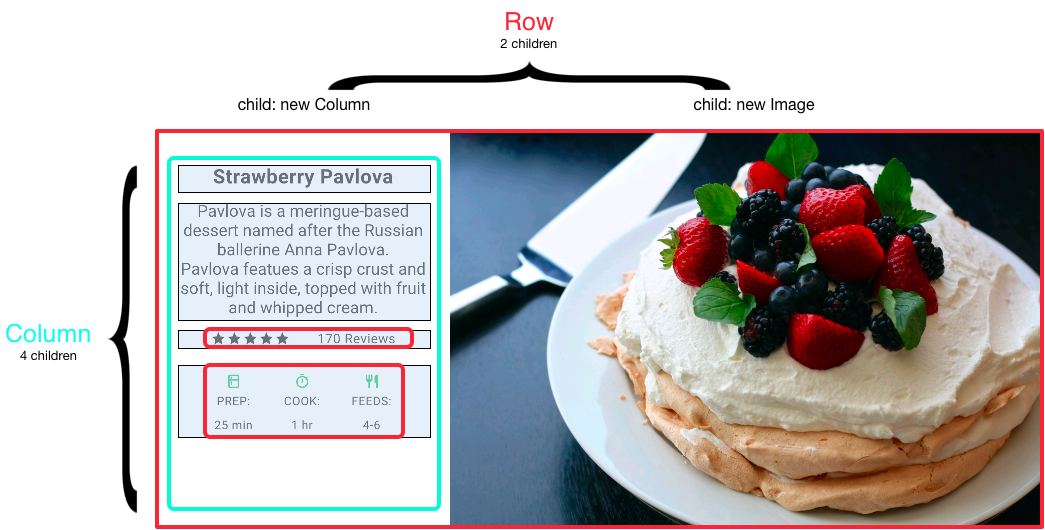 Row
2 children
child: new Column
child: new Image
Strawberry Pavlova
Pavlova is a meringue-based
dessert named after the Russian
ballerine Anna Pavlova.
Pavlova featues a crisp crust and
soft, light inside, topped with fruit
and whipped cream.
170 Reviews
PREP: COOK: FEEDS:
25 min 1 hr 4-6
Column
4 children